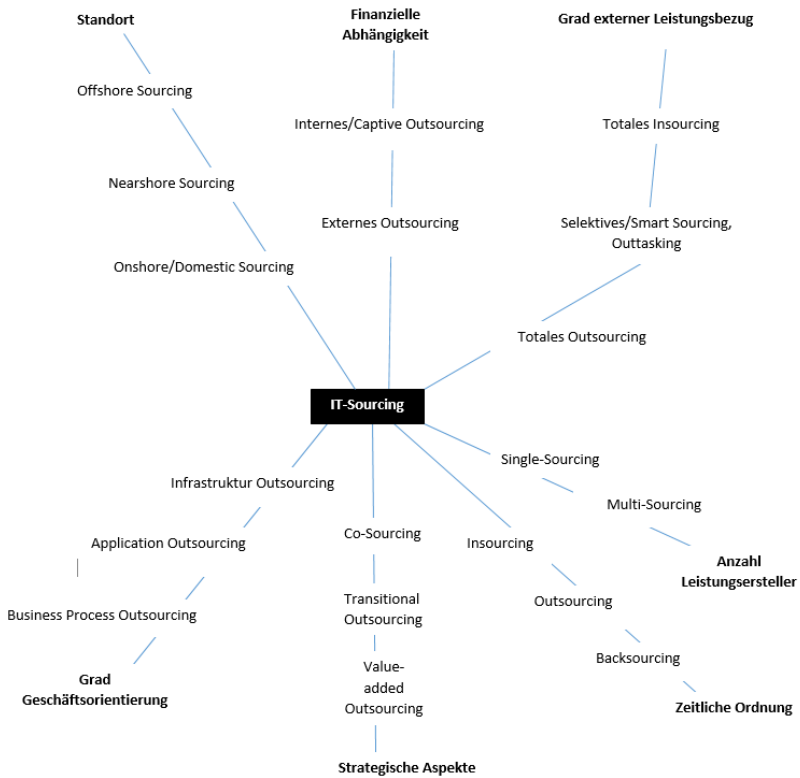 Standort
Offshore Sourcing
Nearshore Sourcing
Onshore/Domestic Sourcing
Finanzielle
Abhängigkeit
Internes/Captive Outsourcing
Externes Outsourcing
Grad externer Leistungsbezug
Totales Insourcing
Selektives/Smart Sourcing,
Outtasking
Totales Outsourcing
IT-Sourcing
Infrastruktur Outsourcing
Application Outsourcing
Business Process Outsourcing
Grad
Geschäftsorientierung
Co-Sourcing
Transitional
Outsourcing
Value-
added
Outsourcing
Strategische Aspekte
Insourcing
Outsourcing
Backsourcing
Zeitliche Ordnung
Single-Sourcing
Multi-Sourcing
Anzahl
Leistungsersteller